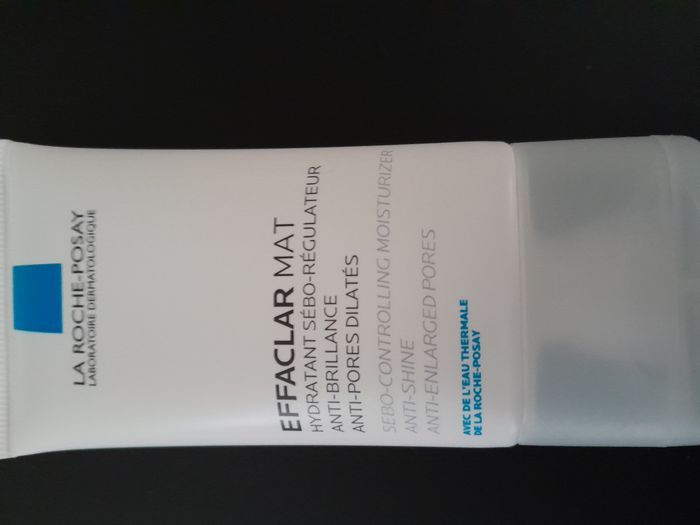 LA ROCHE-POSAY
LABORATOIRE DERMATOLOGIQUE
EFFACLAR MAT
HYDRATANT SÉBO-RÉGULATEUR
ANTI-BRILLANCE
ANTI-PORES DILATÉS
SEBO-CONTROLLING MOISTURIZER
ANTI-SHINE
ANTI-ENLARGED PORES
AVEC DE L'EAU THERMALE
DE LA ROCHE-POSAY